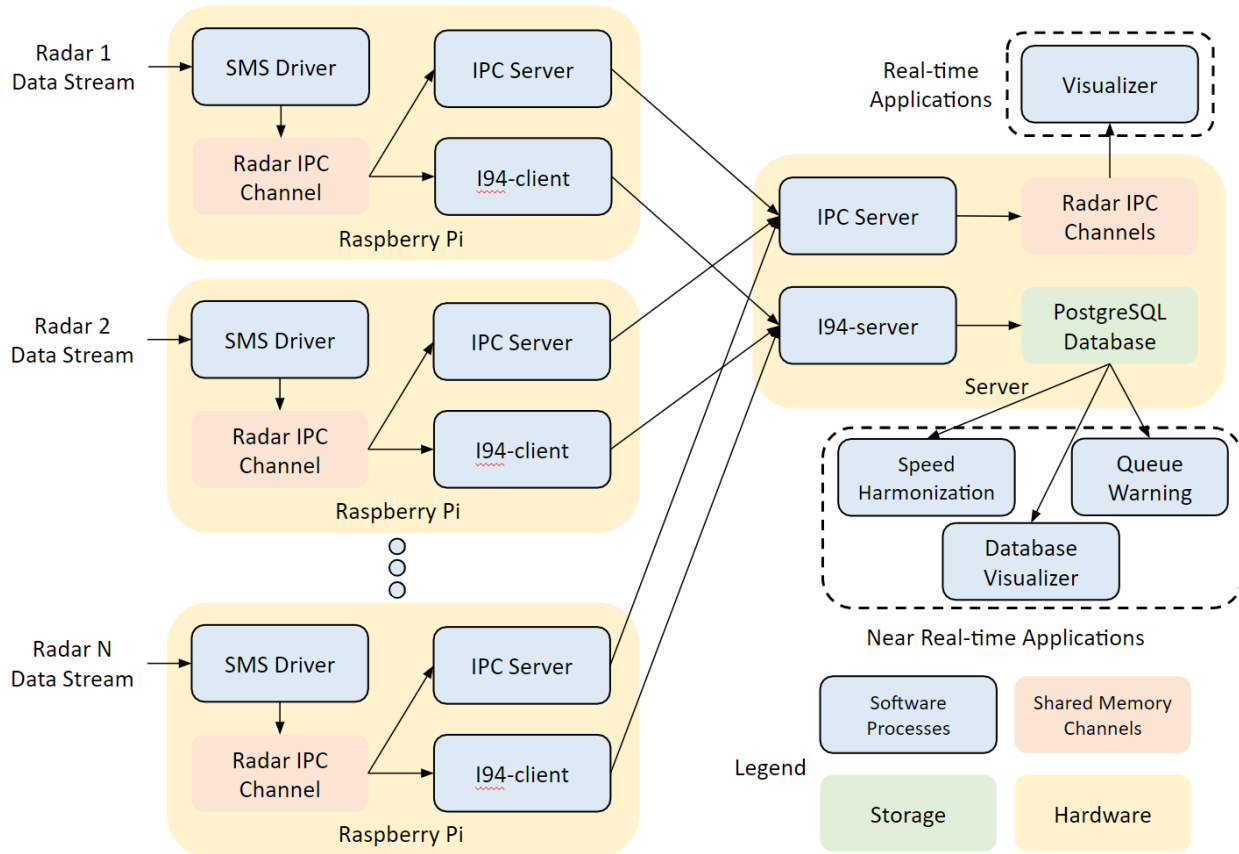 Radar 1
Data Stream
SMS Driver
Radar IPC
Channel
IPC Server
I94-client
Raspberry Pi
Radar 2
Data Stream
SMS Driver
Radar IPC
Channel
IPC Server
I94-client
Raspberry Pi
Radar N
Data Stream
SMS Driver
Radar IPC
Channel
IPC Server
I94-client
Raspberry Pi
Real-time
Applications
Visualizer
IPC Server
Radar IPC
Channels
I94-server
PostgreSQL
Database
Server
Speed
Harmonization
Queue
Warning
Database
Visualizer
Near Real-time Applications
Legend
Software
Processes
Shared Memory
Channels
Storage
Hardware